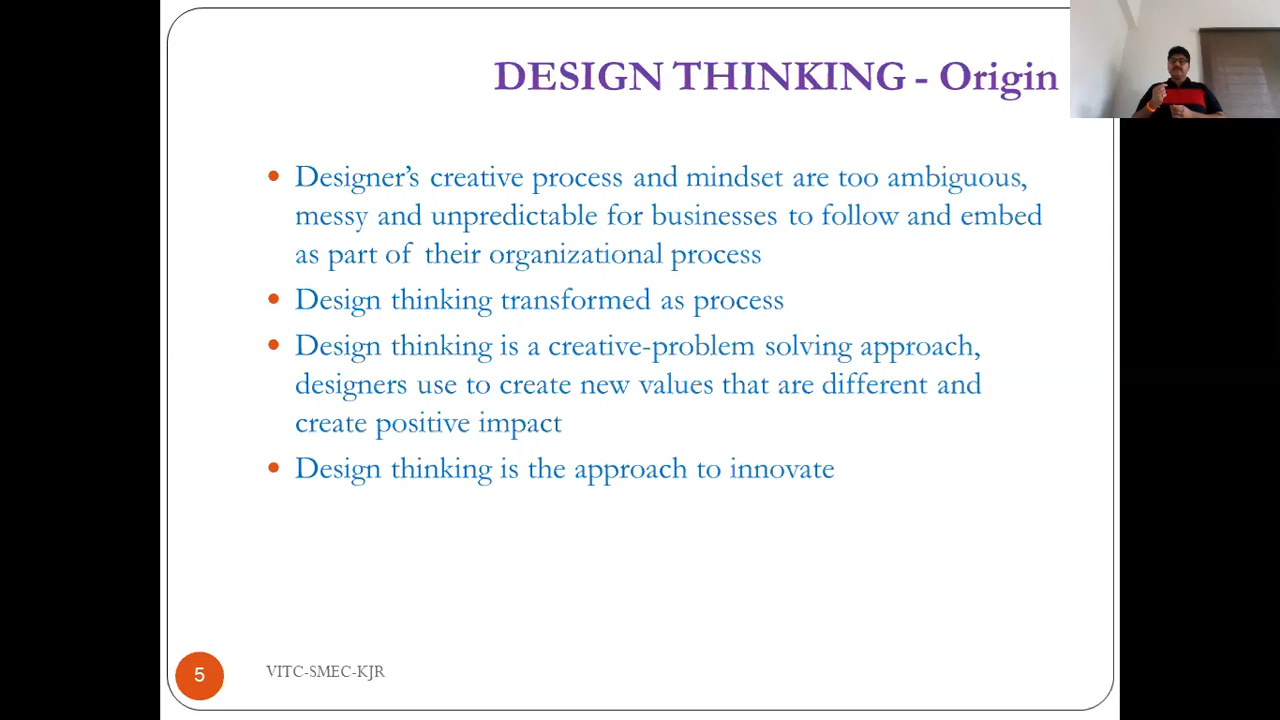 DESIGN THINKING - Origin
Designer’s creative process and mindset are too ambiguous,
messy and unpredictable for businesses to follow and embed
as part of their organizational process
Design thinking transformed as process
Design thinking is a creative-problem solving approach,
designers use to create new values that are different and
create positive impact
Design thinking is the approach to innovate
5
VITC-SMEC-KJR